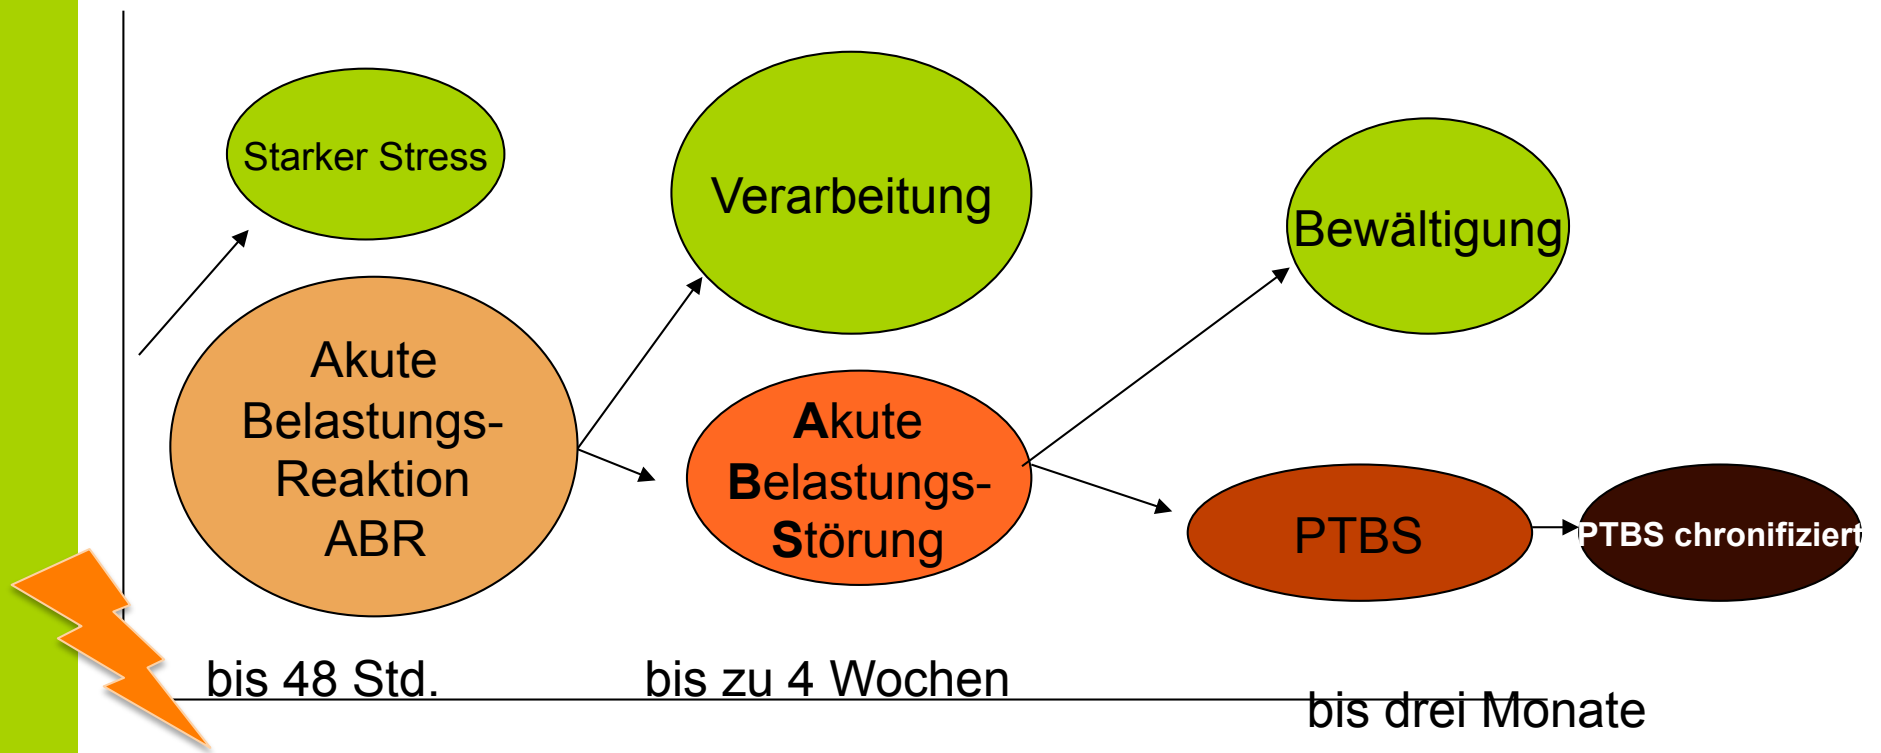 Starker Stress
Akute
Belastungs-
Reaktion
ABR
Verarbeitung
Akute
Belastungs-
Störung
Bewältigung
PTBS
PTBS chronifiziert
bis 48 Std.
bis zu 4 Wochen
bis drei Monate